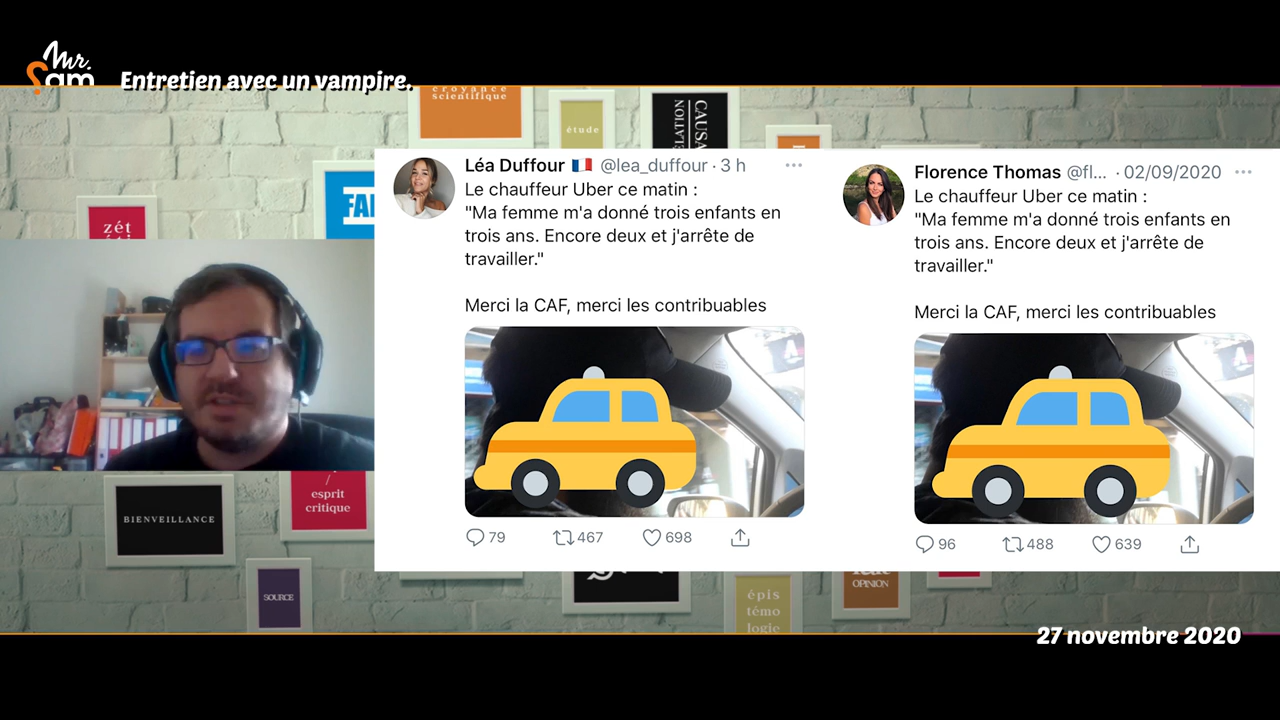 Mr.
Sam
Entretien avec un vampire.
croyance
scientifique
étude
CAUSA
zét
FAI
Léa Duffour 🇫🇷 @lea_duffour · 3 h
Le chauffeur Uber ce matin :
"Ma femme m'a donné trois enfants en
trois ans. Encore deux et j'arrête de
travailler."
Merci la CAF, merci les contribuables
79 467 698
Florence Thomas @fl... · 02/09/2020
Le chauffeur Uber ce matin :
"Ma femme m'a donné trois enfants en
trois ans. Encore deux et j'arrête de
travailler."
Merci la CAF, merci les contribuables
96 488 639
BIENVEILLANCE
/
esprit
critique
SOURCE
OPINION
épis
témo
logie
27 novembre 2020